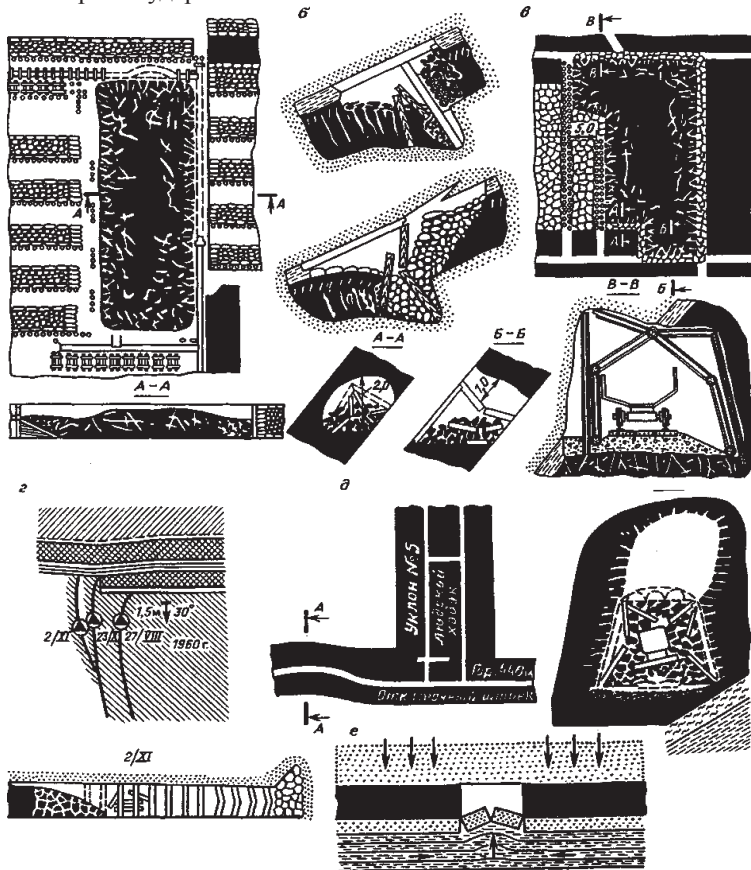 б
в
В
В
5,0
А
А
А
А
Б
В-В
Б
А-А
Б-Б
А-А
2,0
1,0
г
д
А
Уклон № 5
Людской
ходок
1,5м 30°
2/XI 23/X 27/VIII 1960 г.
Гор. 440м
А
2/XI
е